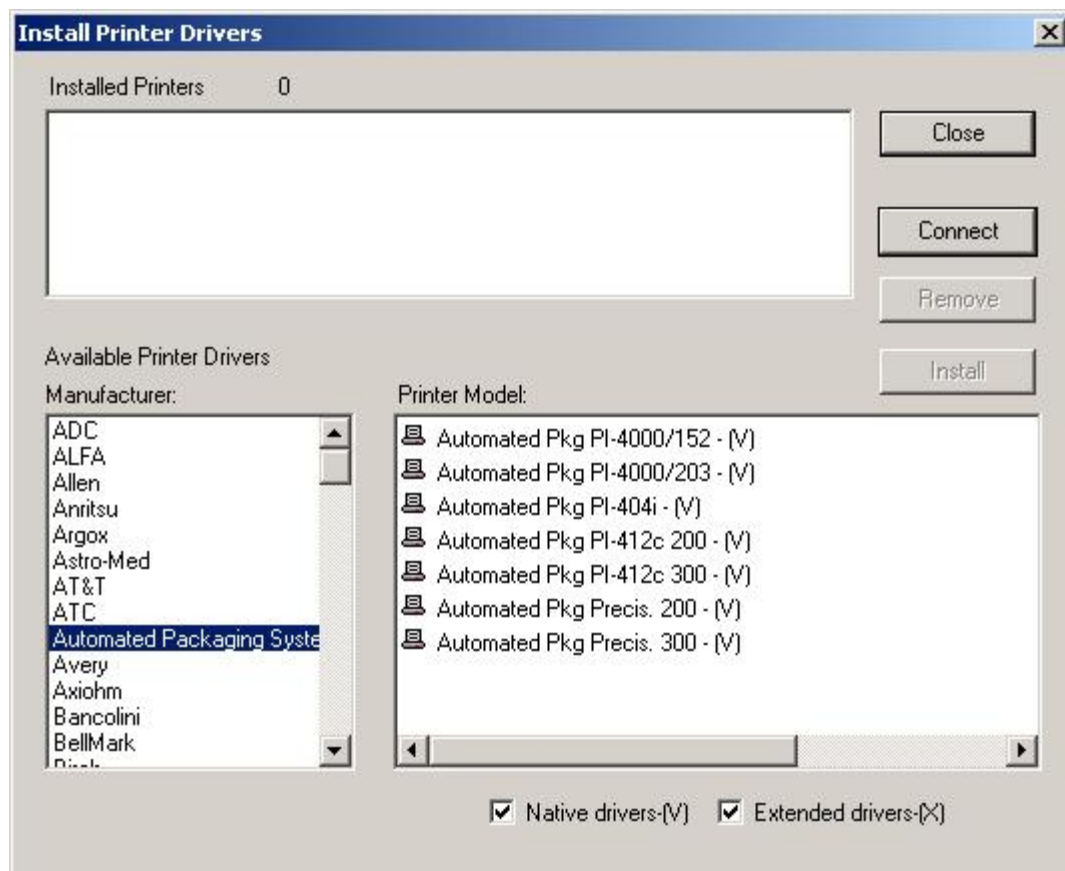 Install Printer Drivers
Installed Printers 0
Close
Connect
Remove
Available Printer Drivers
Install
Manufacturer:
Printer Model:
ADC
ALFA
Allen
Anritsu
Argox
Astro-Med
AT&T
ATC
Automated Packaging Syste
Avery
Axiohm
Bancolini
BellMark
Automated Pkg PI-4000/152 - (V)
Automated Pkg PI-4000/203 - (V)
Automated Pkg PI-404i - (V)
Automated Pkg PI-412c 200 - (V)
Automated Pkg PI-412c 300 - (V)
Automated Pkg Precis. 200 - (V)
Automated Pkg Precis. 300 - (V)
Native drivers-(V) Extended drivers-(X)